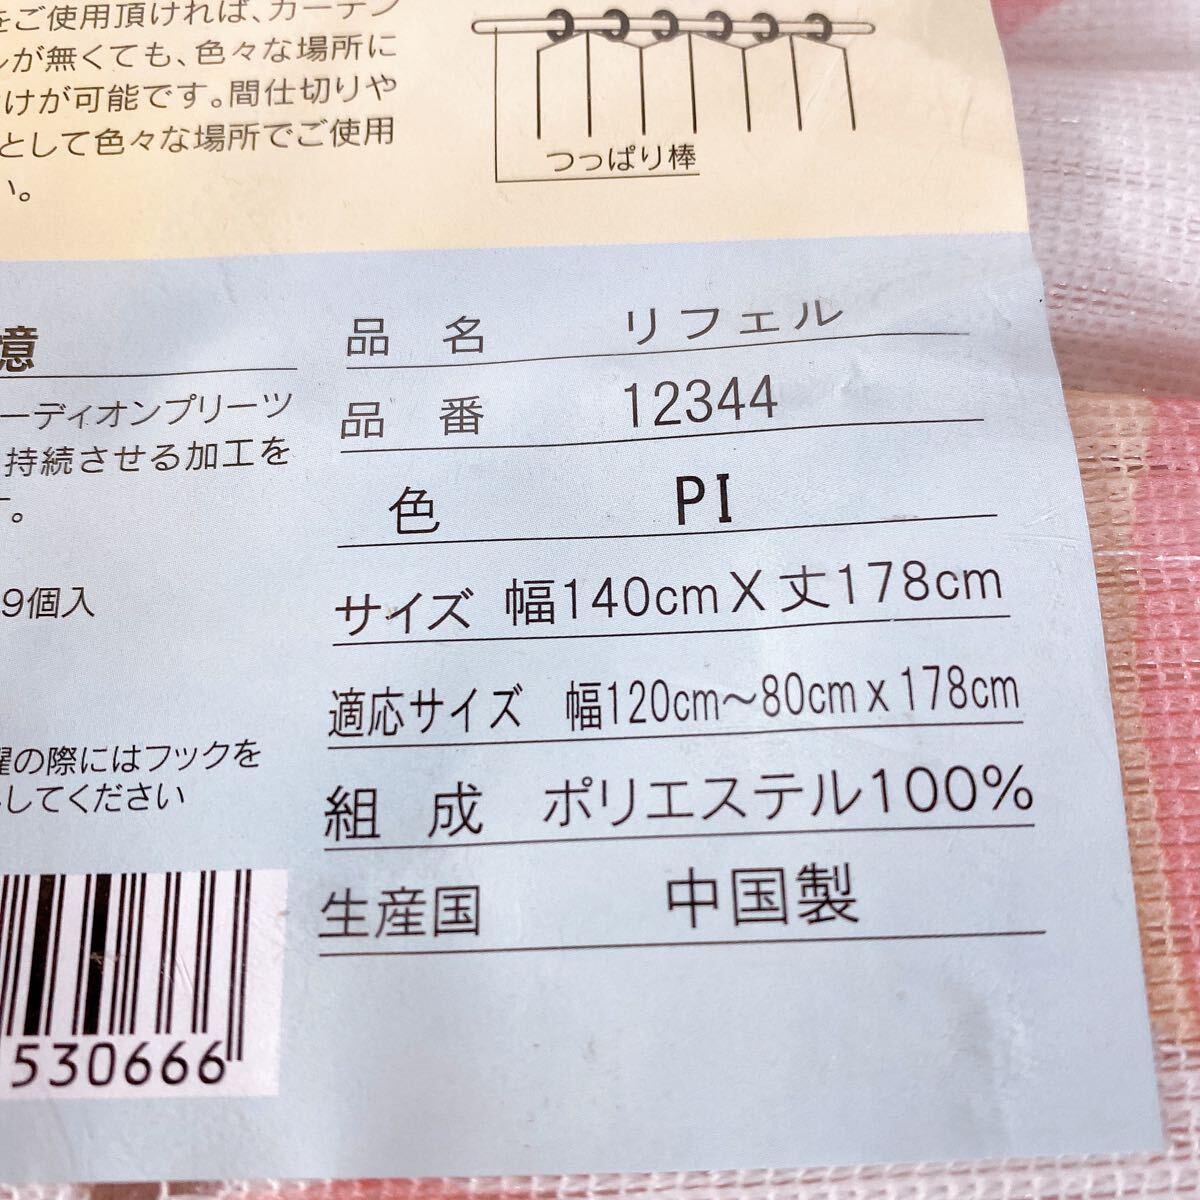 をご使用頂ければ、カーテン
ルが無くても、色々な場所に
けが可能です。間仕切りや
として色々な場所でご使用
い。
つっぱり棒
意
ーディオンプリーツ
持続させる加工を
す。
9個入
濯の際にはフックを
してください
530666
品名 リフェル
品番 12344
色 PI
サイズ 幅140cm X 丈178cm
適応サイズ 幅120cm～80cm x 178cm
組成 ポリエステル100%
生産国 中国製